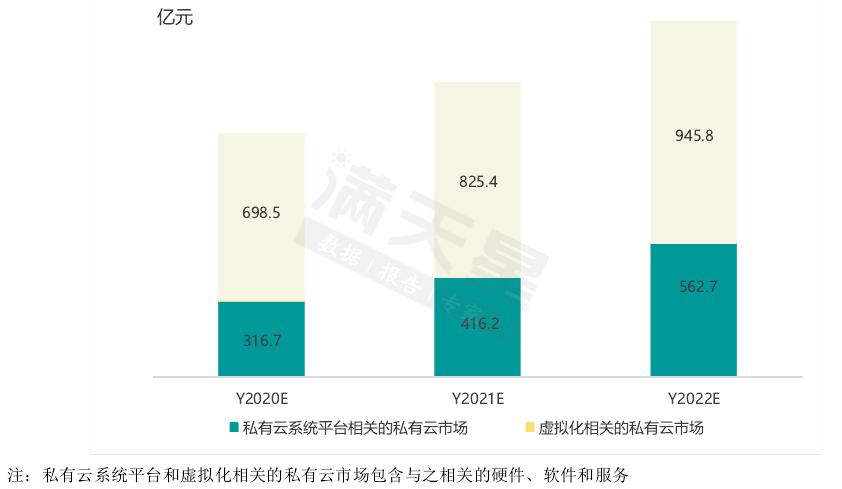 亿元
945.8
825.4
698.5
满天星
数据|报告|专家
562.7
416.2
316.7
Y2020E
Y2021E
Y2022E
私有云系统平台相关的私有云市场
虚拟化相关的私有云市场
注：私有云系统平台和虚拟化相关的私有云市场包含与之相关的硬件、软件和服务